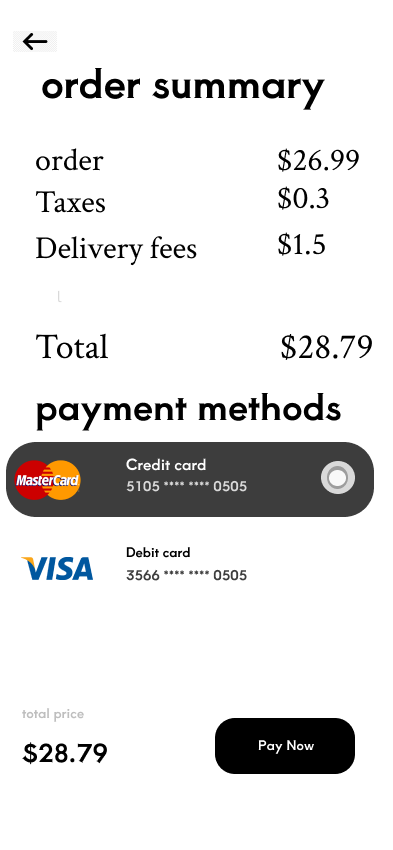 order summary
order $26.99
Taxes $0.3
Delivery fees $1.5
Total $28.79
payment methods
MasterCard
Credit card
5105 **** **** 0505
VISA
Debit card
3566 **** **** 0505
total price
$28.79
Pay Now